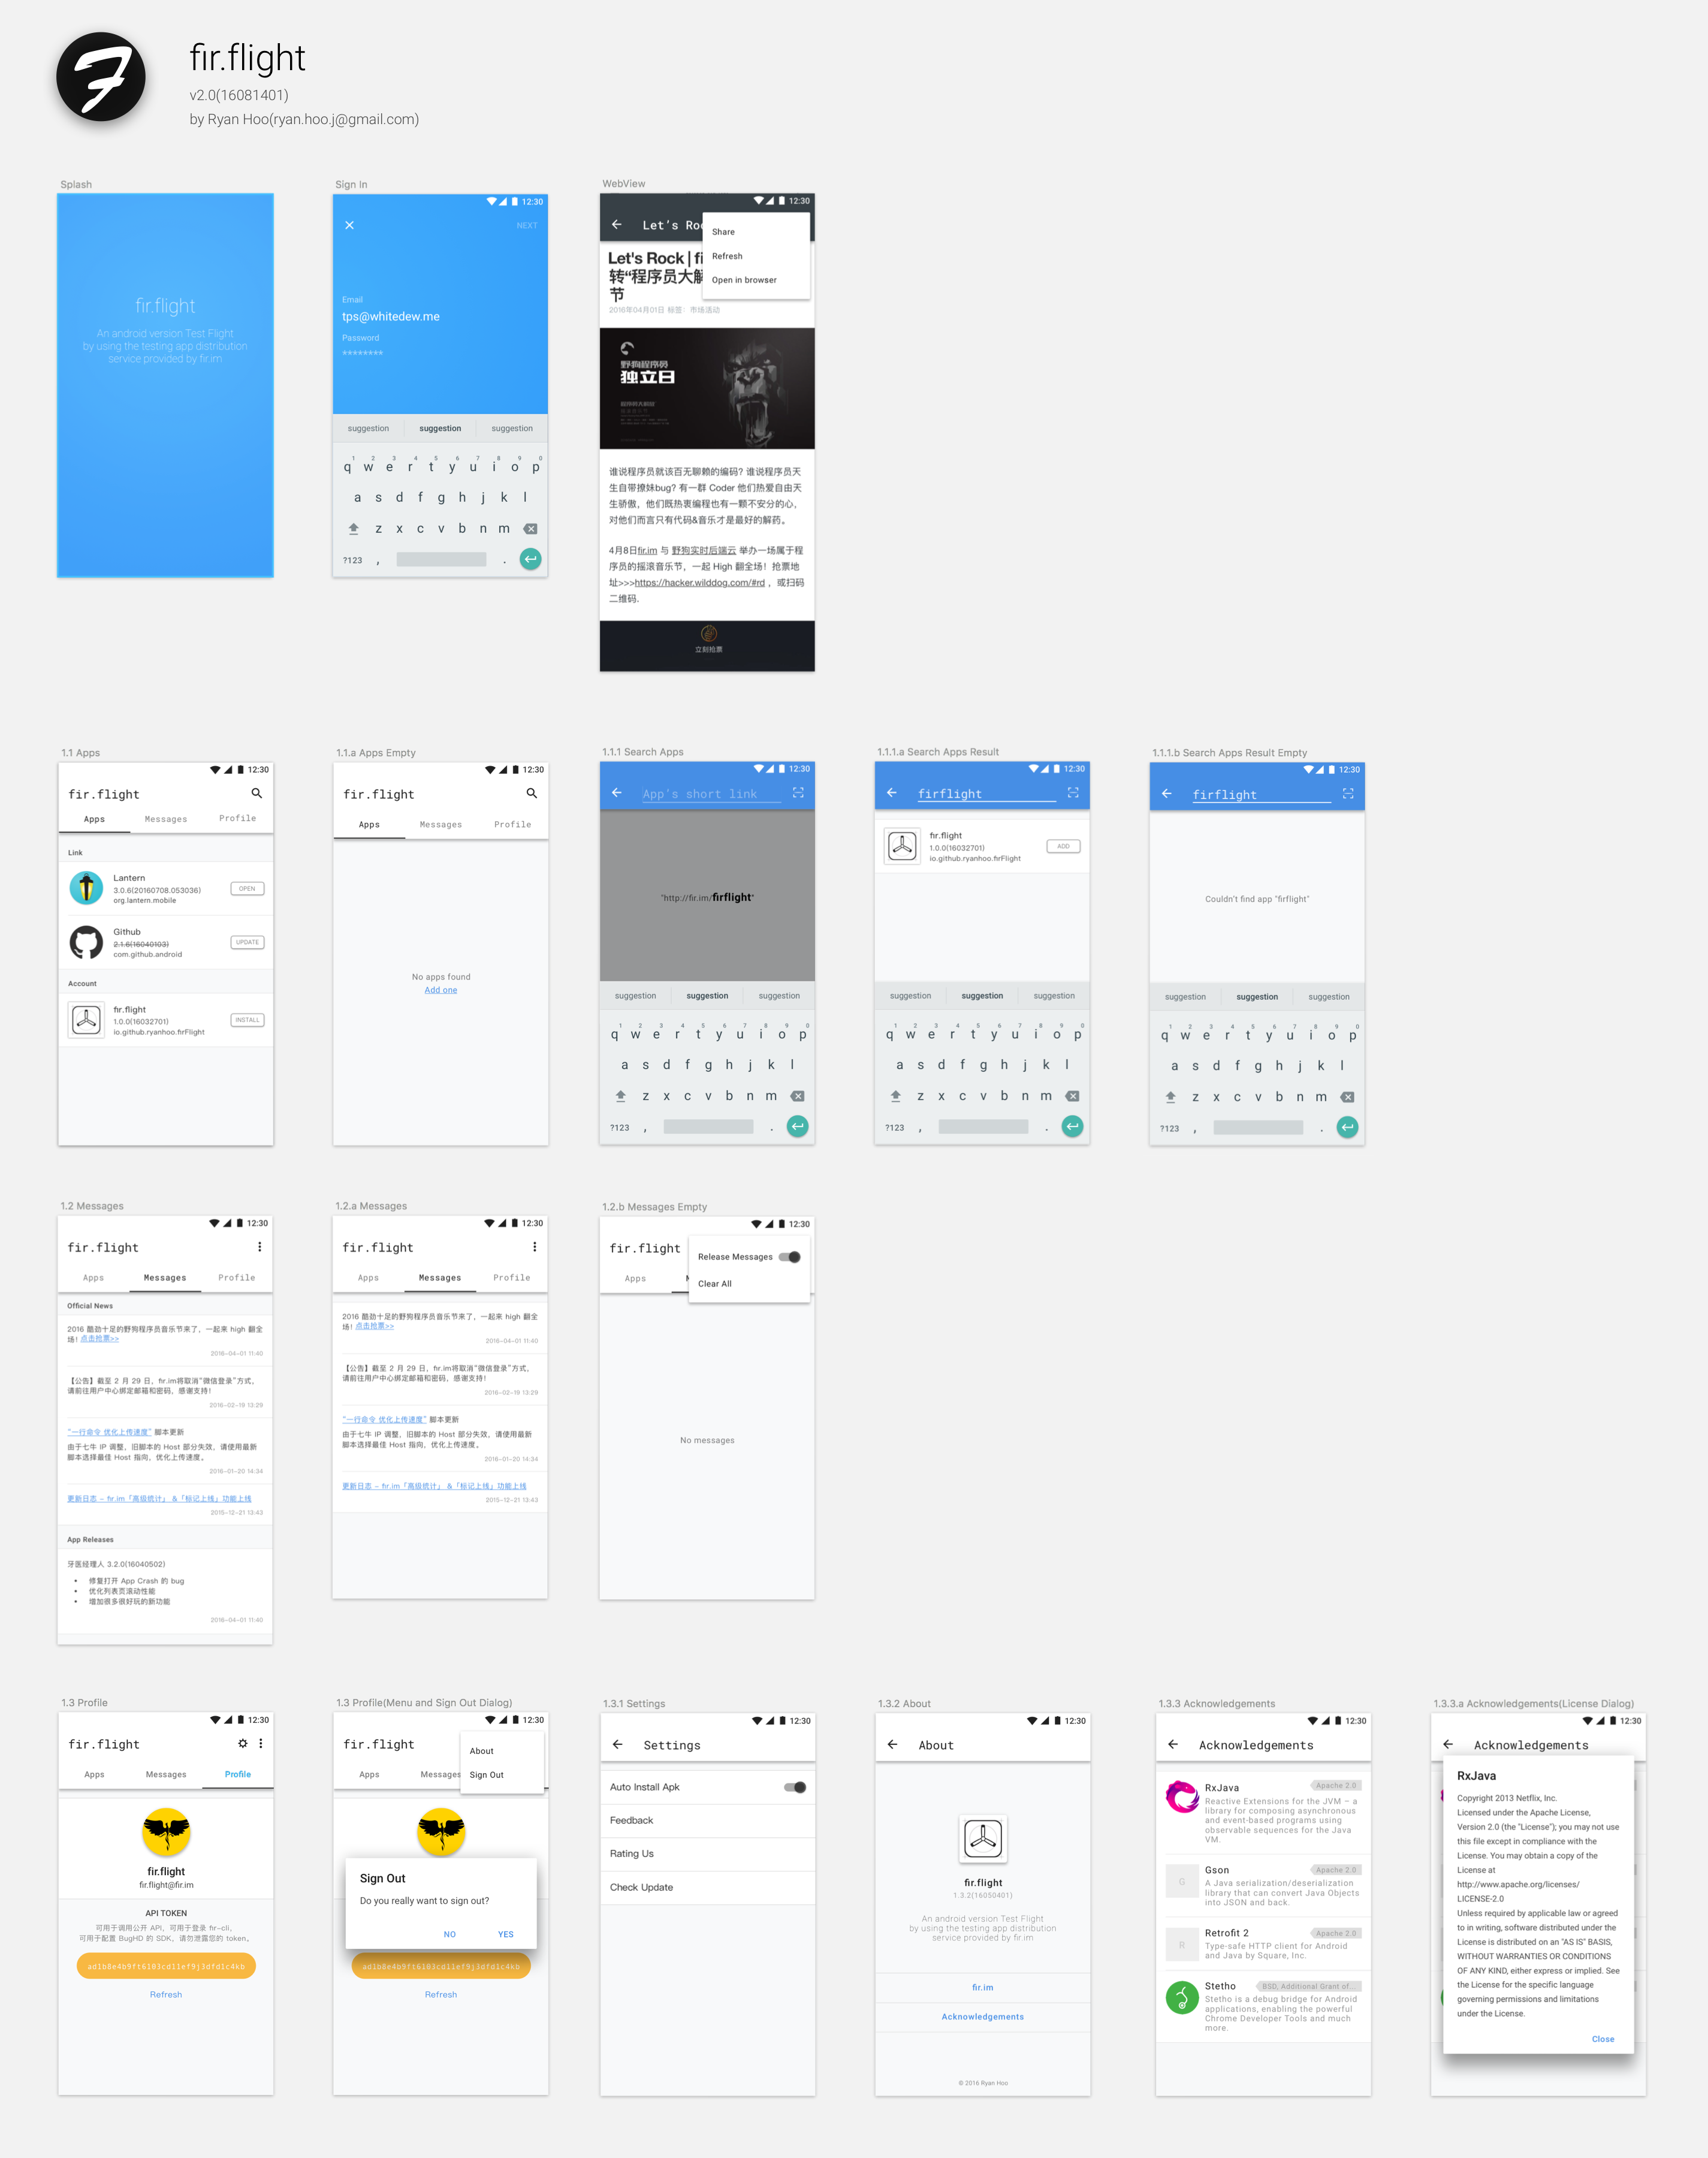 fir.flight
v2.0(16081401)
by Ryan Hoo(ryan.hoo.j@gmail.com)
Splash
fir.flight
An android version Test Flight
by using the testing app distribution
service provided by fir.im
Sign In
12:30
NEXT
Email
tps@whitedew.me
Password
********
suggestion suggestion suggestion
1 2 3 4 5 6 7 8 9 0
q w e r t y u i o p
a s d f g h j k l
z x c v b n m
?123 , .
WebView
12:30
Let's Ro
Share
Refresh
Open in browser
Let's Rock | fi
转“程序员大解
节
2016年04月01日 标签：市场活动
野狗程序员
独立日
谁说程序员就该百无聊赖的编码? 谁说程序员天
生自带撩妹bug? 有一群 Coder 他们热爱自由天
生骄傲，他们既热衷编程也有一颗不安分的心，
对他们而言只有代码&音乐才是最好的解药。
4月8日fir.im 与 野狗实时后端云 举办一场属于程
序员的摇滚音乐节，一起 High 翻全场！抢票地
址>>>https://hacker.wilddog.com/#rd ，或扫码
二维码.
立刻抢票
1.1 Apps
12:30
fir.flight
Apps Messages Profile
Link
Lantern
3.0.6(20160708.053036)
org.lantern.mobile
OPEN
Github
2.1.6(16040103)
com.github.android
UPDATE
Account
fir.flight
1.0.0(16032701)
io.github.ryanhoo.firFlight
INSTALL
1.1.a Apps Empty
12:30
fir.flight
Apps Messages Profile
No apps found
Add one
1.1.1 Search Apps
12:30
App's short link
"http://fir.im/firflight"
suggestion suggestion suggestion
1 2 3 4 5 6 7 8 9 0
q w e r t y u i o p
a s d f g h j k l
z x c v b n m
?123 , .
1.1.1.a Search Apps Result
12:30
firflight
fir.flight
1.0.0(16032701)
io.github.ryanhoo.firFlight
ADD
suggestion suggestion suggestion
1 2 3 4 5 6 7 8 9 0
q w e r t y u i o p
a s d f g h j k l
z x c v b n m
?123 , .
1.1.1.b Search Apps Result Empty
12:30
firflight
Couldn't find app "firflight"
suggestion suggestion suggestion
1 2 3 4 5 6 7 8 9 0
q w e r t y u i o p
a s d f g h j k l
z x c v b n m
?123 , .
1.2 Messages
12:30
fir.flight
Apps Messages Profile
Official News
2016 酷劲十足的野狗程序员音乐节来了，一起来 high 翻全
场! 点击抢票>>
2016-04-01 11:40
【公告】截至 2 月 29 日，fir.im将取消“微信登录”方式，
请前往用户中心绑定邮箱和密码，感谢支持!
2016-02-19 13:29
“一行命令 优化上传速度” 脚本更新
由于七牛 IP 调整，旧脚本的 Host 部分失效，请使用最新
脚本选择最佳 Host 指向，优化上传速度。
2016-01-20 14:34
更新日志 - fir.im「高级统计」 &「标记上线」功能上线
2015-12-21 13:43
App Releases
牙医经理人 3.2.0(16040502)
• 修复打开 App Crash 的 bug
• 优化列表页滚动性能
• 增加很多很好玩的新功能
2016-04-01 11:40
1.2.a Messages
12:30
fir.flight
Apps Messages Profile
2016 酷劲十足的野狗程序员音乐节来了，一起来 high 翻全
场! 点击抢票>>
2016-04-01 11:40
【公告】截至 2 月 29 日，fir.im将取消“微信登录”方式，
请前往用户中心绑定邮箱和密码，感谢支持!
2016-02-19 13:29
“一行命令 优化上传速度” 脚本更新
由于七牛 IP 调整，旧脚本的 Host 部分失效，请使用最新
脚本选择最佳 Host 指向，优化上传速度。
2016-01-20 14:34
更新日志 - fir.im「高级统计」 &「标记上线」功能上线
2015-12-21 13:43
1.2.b Messages Empty
12:30
fir.flight
Apps M
Release Messages
Clear All
No messages
1.3 Profile
12:30
fir.flight
Apps Messages Profile
fir.flight
fir.flight@fir.im
API TOKEN
可用于调用公开 API，可用于登录 fir-cli，
可用于配置 BugHD 的 SDK，请勿泄露您的 token。
ad1b8e4b9ft6103cd11ef9j3dfd1c4kb
Refresh
1.3 Profile(Menu and Sign Out Dialog)
12:30
fir.flight
Apps Messages
About
Sign Out
Sign Out
Do you really want to sign out?
NO YES
ad1b8e4b9ft6103cd11ef9j3dfd1c4kb
Refresh
1.3.1 Settings
12:30
Settings
Auto Install Apk
Feedback
Rating Us
Check Update
1.3.2 About
12:30
About
fir.flight
1.3.2(16050401)
An android version Test Flight
by using the testing app distribution
service provided by fir.im
fir.im
Acknowledgements
© 2016 Ryan Hoo
1.3.3 Acknowledgements
12:30
Acknowledgements
RxJava
Apache 2.0
Reactive Extensions for the JVM – a
library for composing asynchronous
and event-based programs using
observable sequences for the Java
VM.
G
Gson
Apache 2.0
A Java serialization/deserialization
library that can convert Java Objects
into JSON and back.
R
Retrofit 2
Apache 2.0
Type-safe HTTP client for Android
and Java by Square, Inc.
Stetho
BSD, Additional Grant of...
Stetho is a debug bridge for Android
applications, enabling the powerful
Chrome Developer Tools and much
more.
1.3.3.a Acknowledgements(License Dialog)
12:30
Acknowledgements
RxJava
Copyright 2013 Netflix, Inc.
Licensed under the Apache License,
Version 2.0 (the "License"); you may not use
this file except in compliance with the
License. You may obtain a copy of the
License at
http://www.apache.org/licenses/
LICENSE-2.0
Unless required by applicable law or agreed
to in writing, software distributed under the
License is distributed on an "AS IS" BASIS,
WITHOUT WARRANTIES OR CONDITIONS
OF ANY KIND, either express or implied. See
the License for the specific language
governing permissions and limitations
under the License.
Close